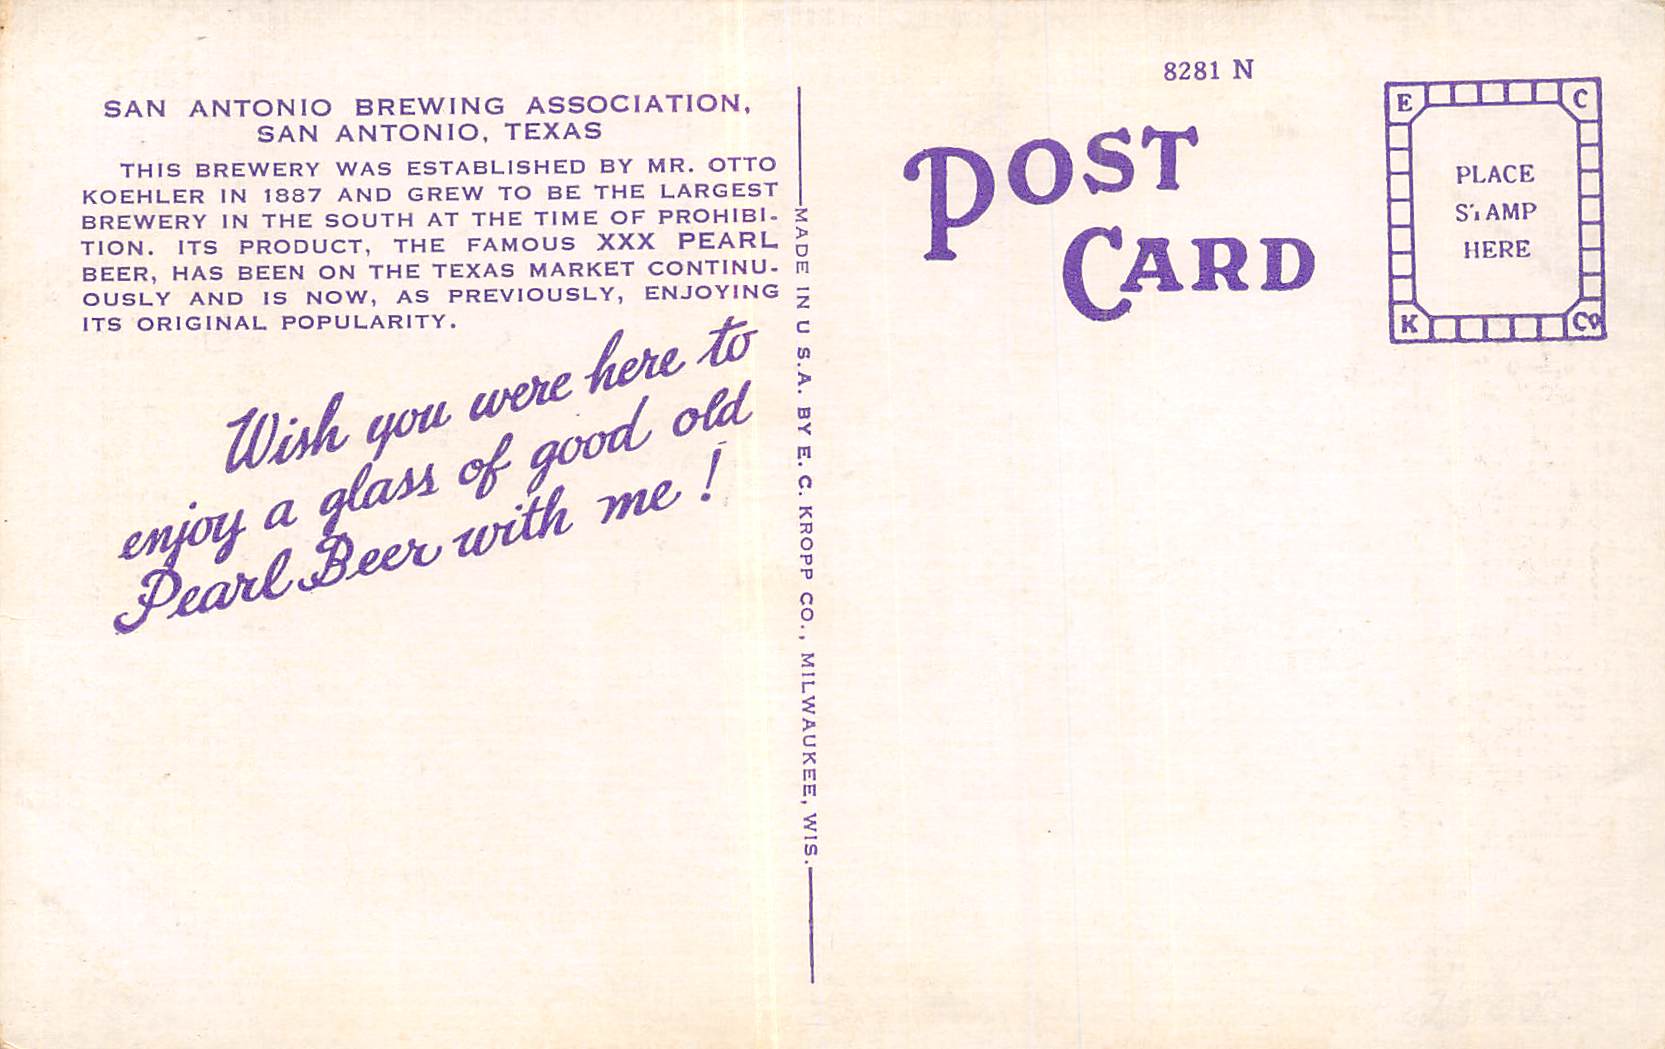 SAN ANTONIO BREWING ASSOCIATION,
SAN ANTONIO, TEXAS
THIS BREWERY WAS ESTABLISHED BY MR. OTTO
KOEHLER IN 1887 AND GREW TO BE THE LARGEST
BREWERY IN THE SOUTH AT THE TIME OF PROHIBI-
TION. ITS PRODUCT, THE FAMOUS XXX PEARL
BEER, HAS BEEN ON THE TEXAS MARKET CONTINU-
OUSLY AND IS NOW, AS PREVIOUSLY, ENJOYING
ITS ORIGINAL POPULARITY.
Wish you were here to
enjoy a glass of good old
Pearl Beer with me!
MADE IN U S.A. BY E. C. KROPP CO., MILWAUKEE, WIS.
8281 N
POST
CARD
E C
PLACE
STAMP
HERE
K Co